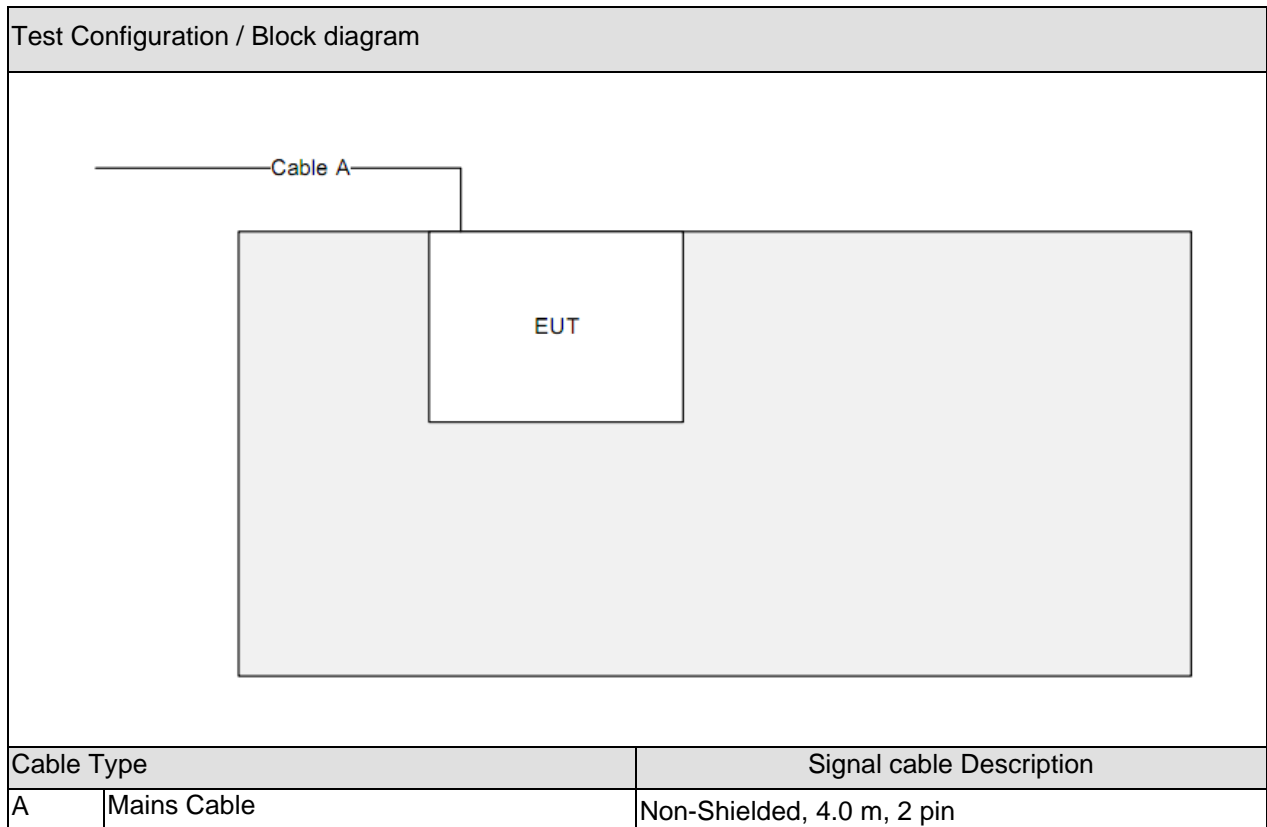 Test Configuration / Block diagram
Cable A
EUT
Cable Type Signal cable Description
A Mains Cable Non-Shielded, 4.0 m, 2 pin